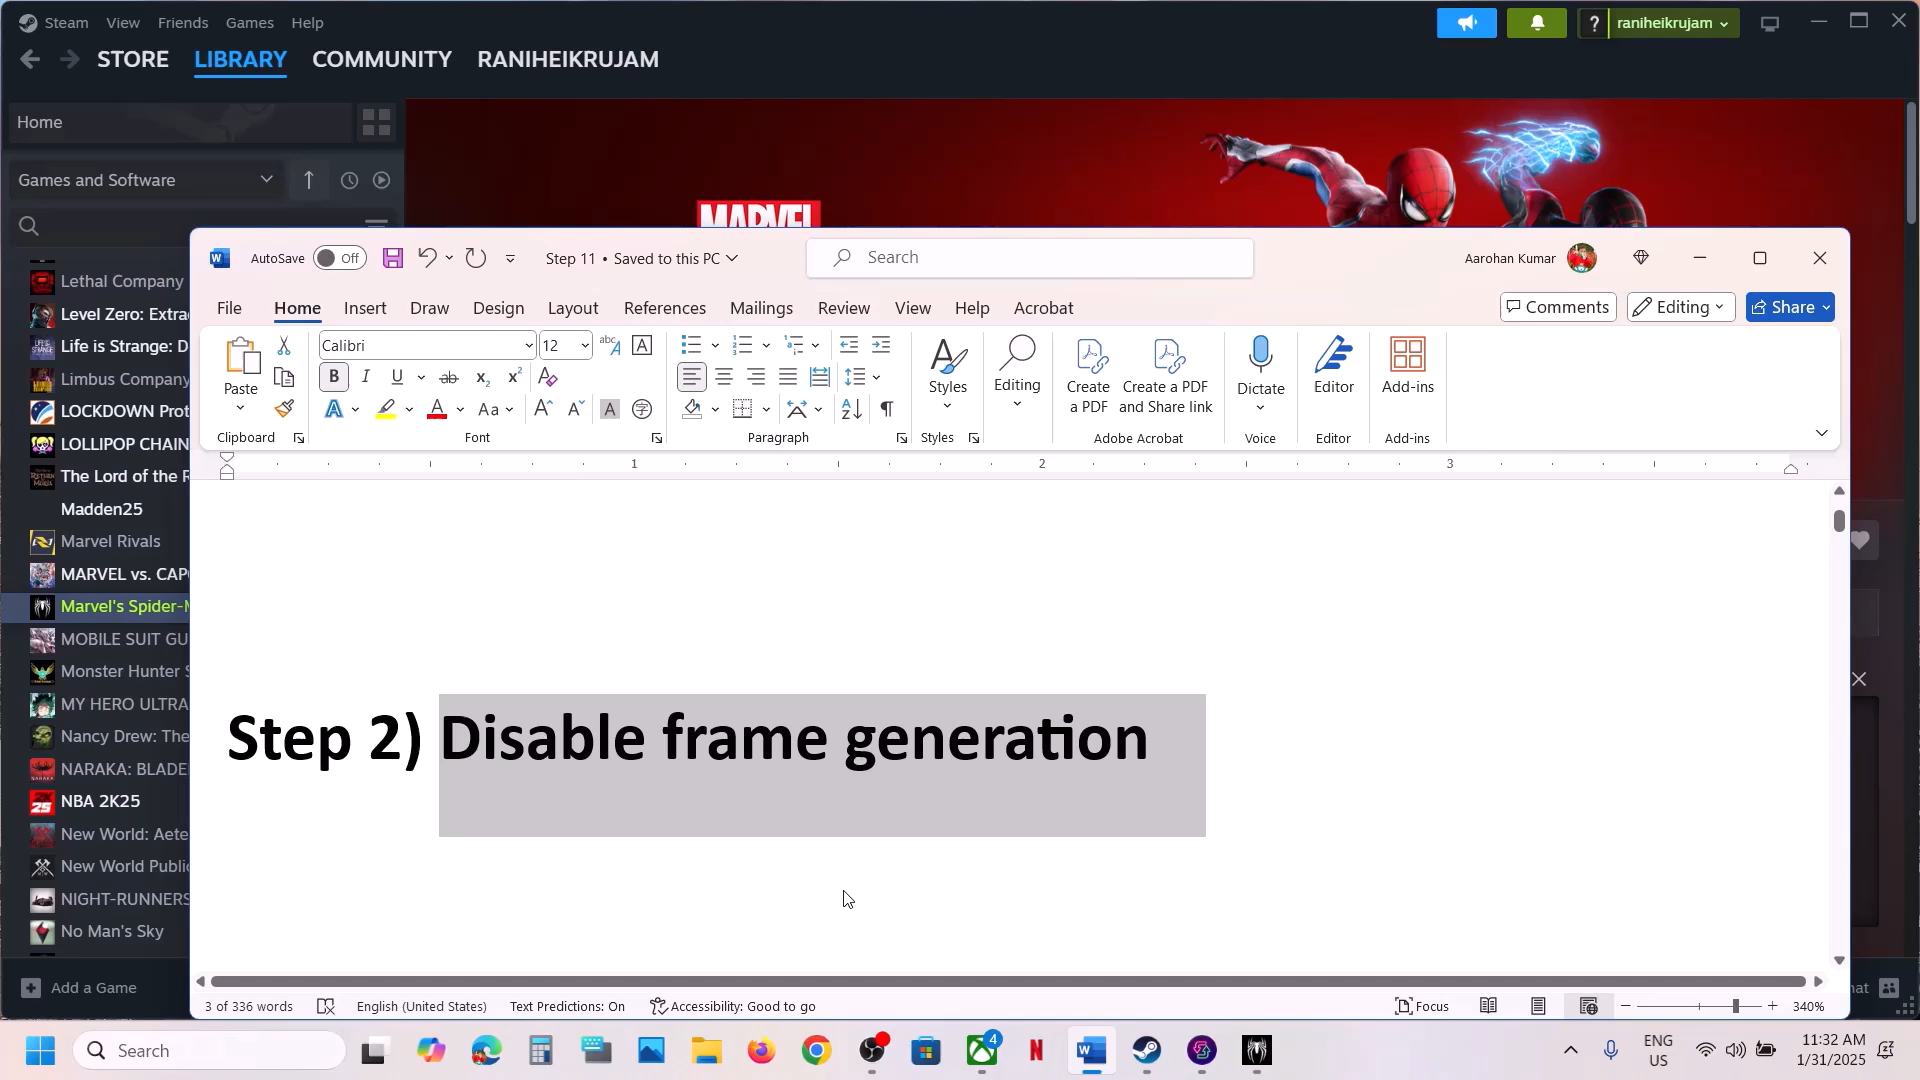 Steam View Friends Games Help
? raniheikrujam
STORE LIBRARY COMMUNITY RANIHEIKRUJAM
Home
Games and Software
MARVEL
AutoSave Off Step 11 • Saved to this PC Search Aarohan Kumar
File Home Insert Draw Design Layout References Mailings Review View Help Acrobat Comments Editing Share
Calibri 12
Paste
Styles Editing Create a PDF Create a PDF and Share link Dictate Editor Add-ins
Clipboard Font Paragraph Styles Adobe Acrobat Voice Editor Add-ins
1 2 3
Lethal Company
Level Zero: Extra
Life is Strange: D
Limbus Company
LOCKDOWN Prot
LOLLIPOP CHAIN
The Lord of the R
Madden25
Marvel Rivals
MARVEL vs. CAP
Marvel's Spider-M
MOBILE SUIT GU
Monster Hunter S
MY HERO ULTRA
Nancy Drew: The
NARAKA: BLADE
NBA 2K25
New World: Aete
New World Public
NIGHT-RUNNERS
No Man's Sky
Step 2) Disable frame generation
Add a Game
hat
3 of 336 words English (United States) Text Predictions: On Accessibility: Good to go Focus 340%
Search
4
ENG
US
11:32 AM
1/31/2025